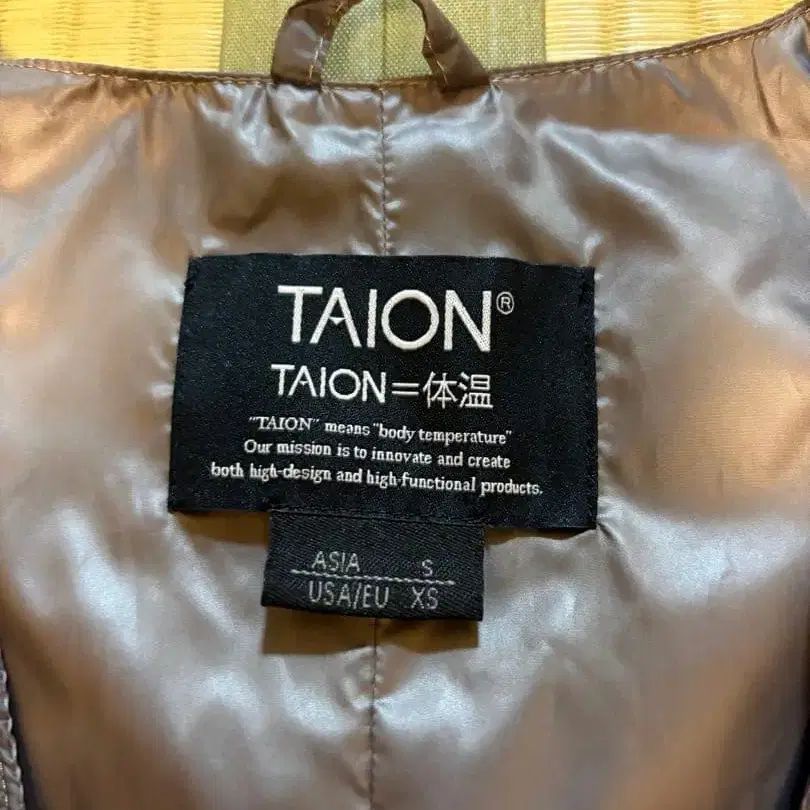 TAION®
TAION=体温
"TAION" means "body temperature"
Our mission is to innovate and create
both high-design and high-functional products.
ASIA S
USA/EU XS